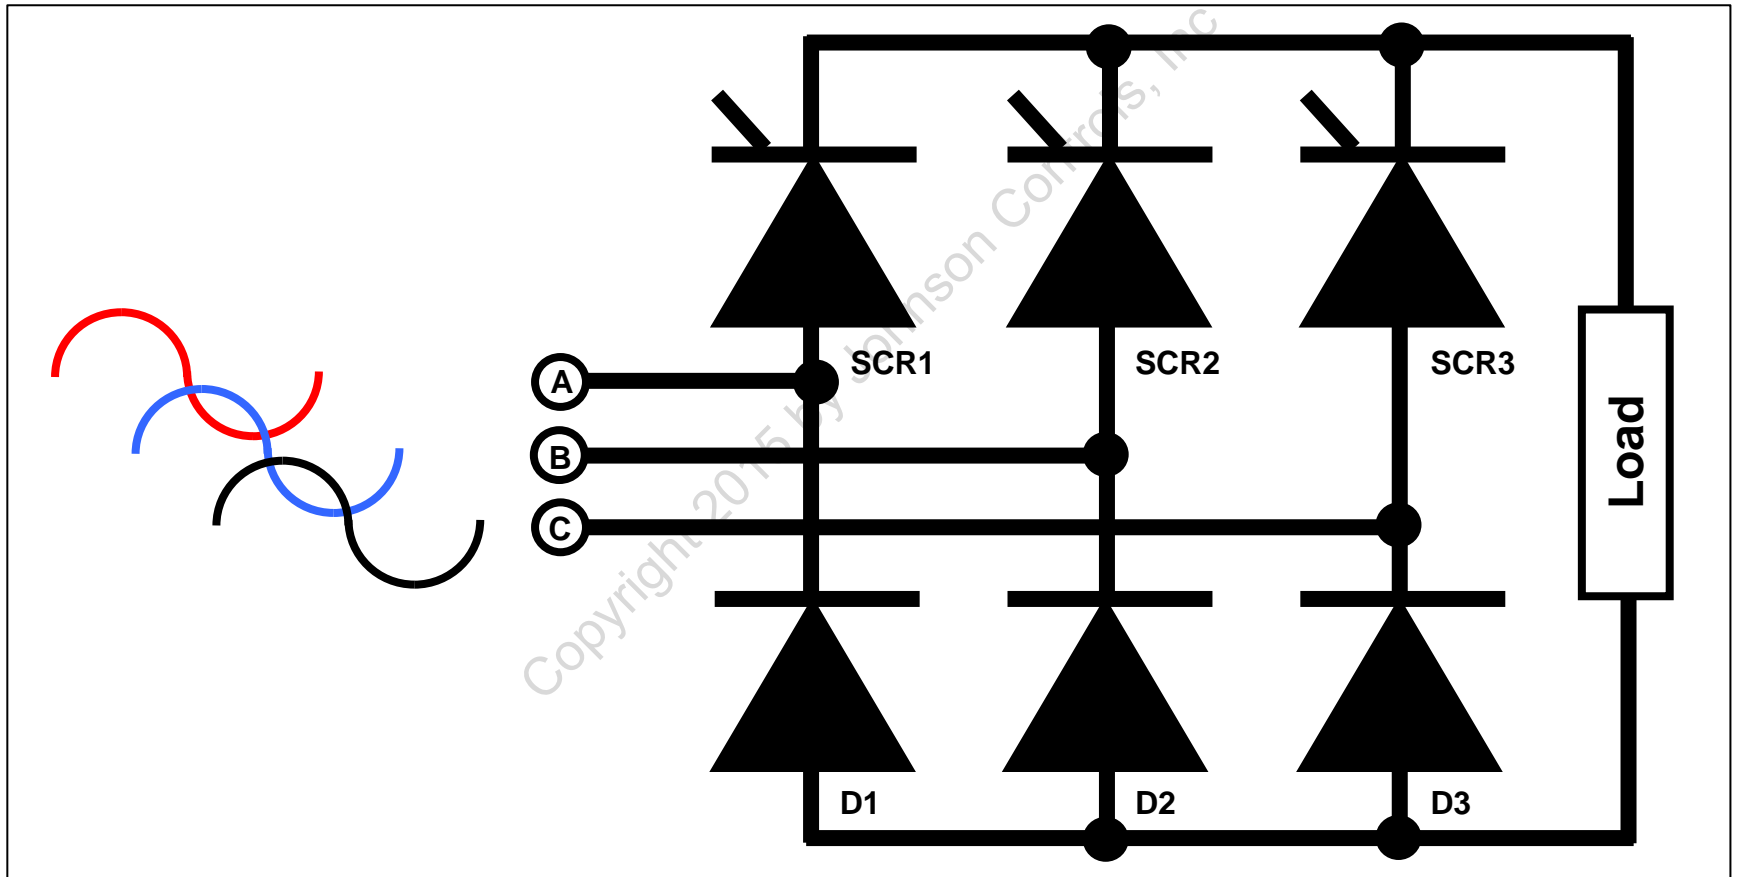 Copyright 2015 by Johnson Controls, Inc
SCR1
SCR2
SCR3
A
B
C
Load
D1
D2
D3